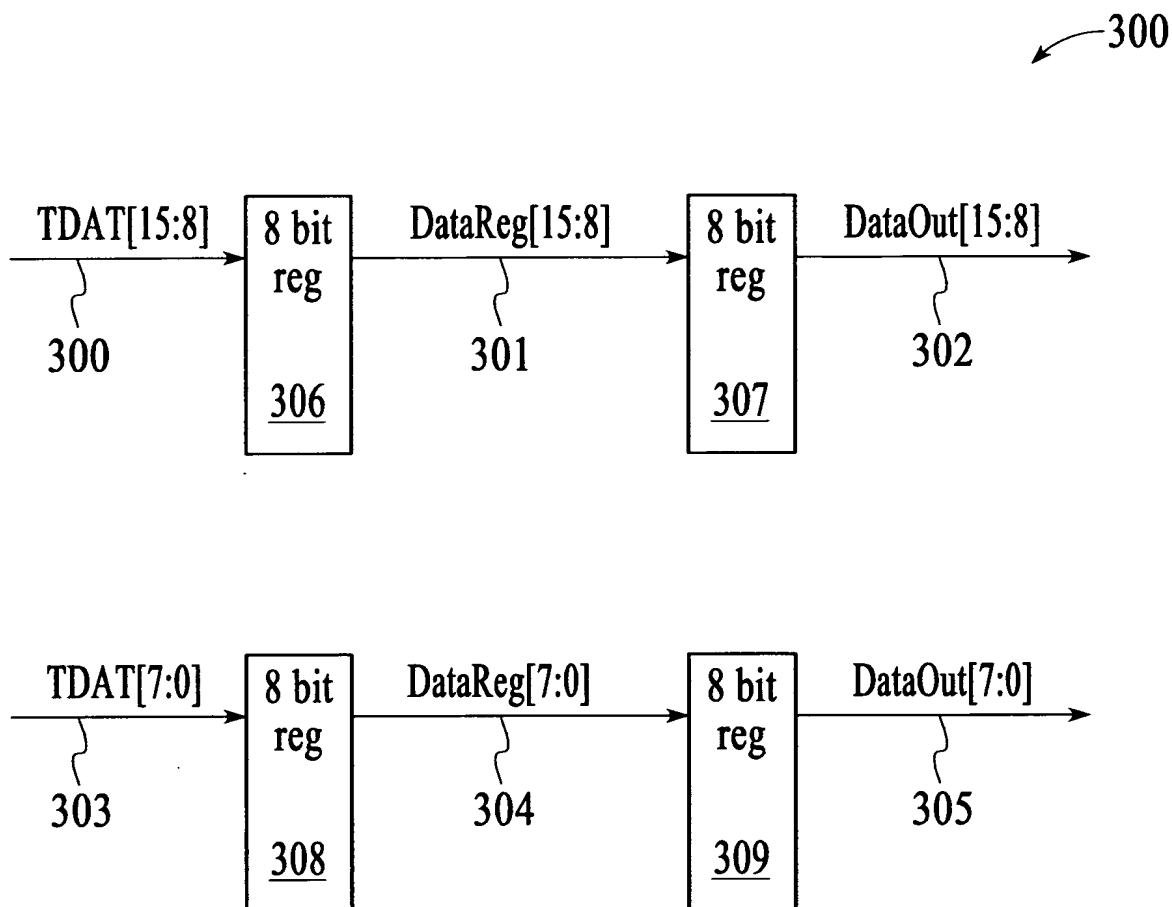 300
TDAT[15:8]
8 bit
reg
DataReg[15:8]
8 bit
reg
DataOut[15:8]
300
301
302
306
307
TDAT[7:0]
8 bit
reg
DataReg[7:0]
8 bit
reg
DataOut[7:0]
303
304
305
308
309